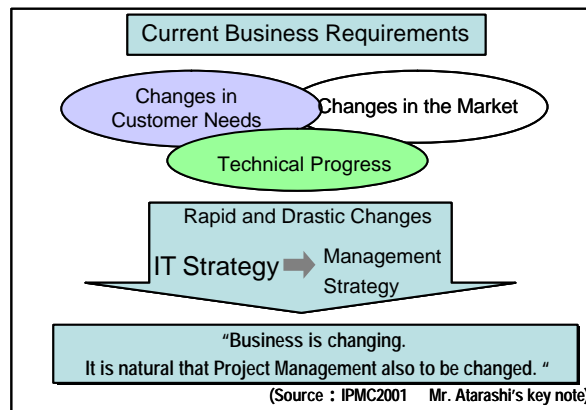 Current Business Requirements
Changes in
Customer Needs
Changes in the Market
Technical Progress
Rapid and Drastic Changes
IT Strategy
Management
Strategy
“Business is changing.
It is natural that Project Management also to be changed. “
(Source：IPMC2001 Mr. Atarashi’s key note)